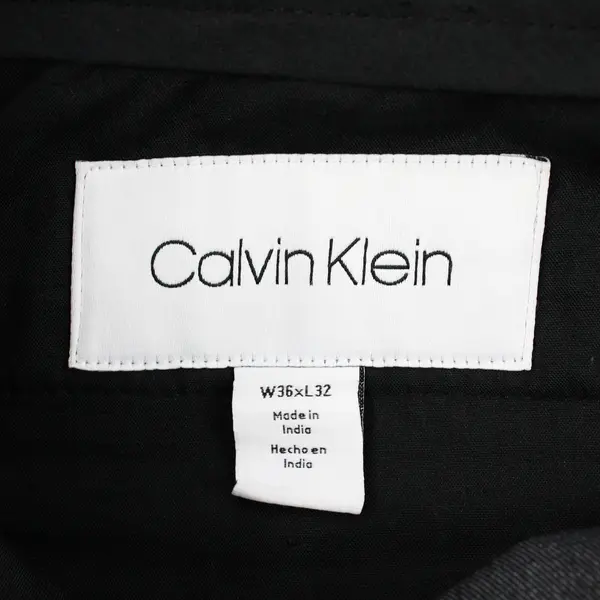 Calvin Klein
W36xL32
Made in
India
Hecho en
India